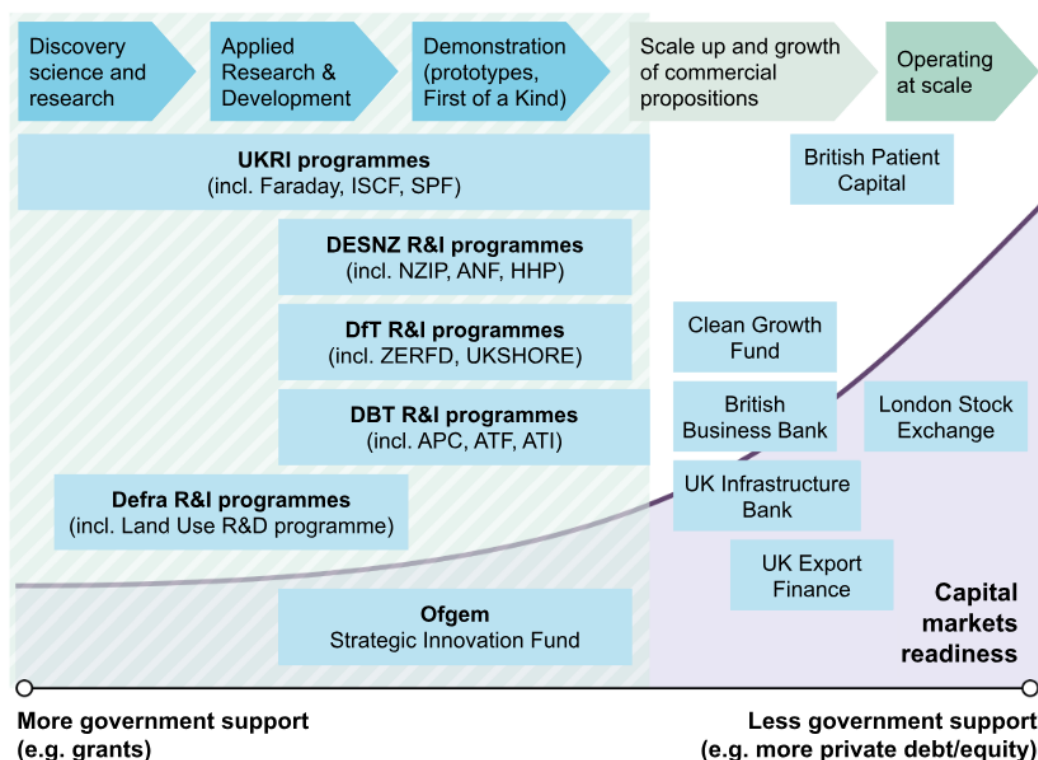 Discovery
science and
research
Applied
Research &
Development
Demonstration
(prototypes,
First of a Kind)
Scale up and growth
of commercial
propositions
Operating
at scale
UKRI programmes
(incl. Faraday, ISCF, SPF)
British Patient
Capital
DESNZ R&I programmes
(incl. NZIP, ANF, HHP)
DfT R&I programmes
(incl. ZERFD, UKSHORE)
Clean Growth
Fund
DBT R&I programmes
(incl. APC, ATF, ATI)
British
Business Bank
London Stock
Exchange
Defra R&I programmes
(incl. Land Use R&D programme)
UK Infrastructure
Bank
UK Export
Finance
Ofgem
Strategic Innovation Fund
Capital
markets
readiness
More government support
(e.g. grants)
Less government support
(e.g. more private debt/equity)